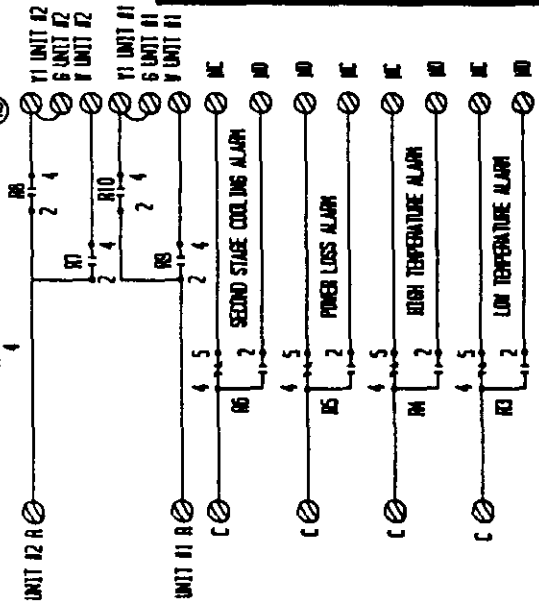 4
UNIT #2 R
R8
2 4
Y1 UNIT #2
G UNIT #2
W UNIT #2
R7
2 4
R10
2 4
Y1 UNIT #1
G UNIT #1
W UNIT #1
UNIT #1 R
2 4
C
4 5
NC
R6
2
SECOND STAGE COOLING ALARM
NO
C
4 5
NO
R5
2
POWER LOSS ALARM
NC
C
4 5
NC
R4
2
HIGH TEMPERATURE ALARM
NO
C
4 5
NC
R3
2
LOW TEMPERATURE ALARM
NO